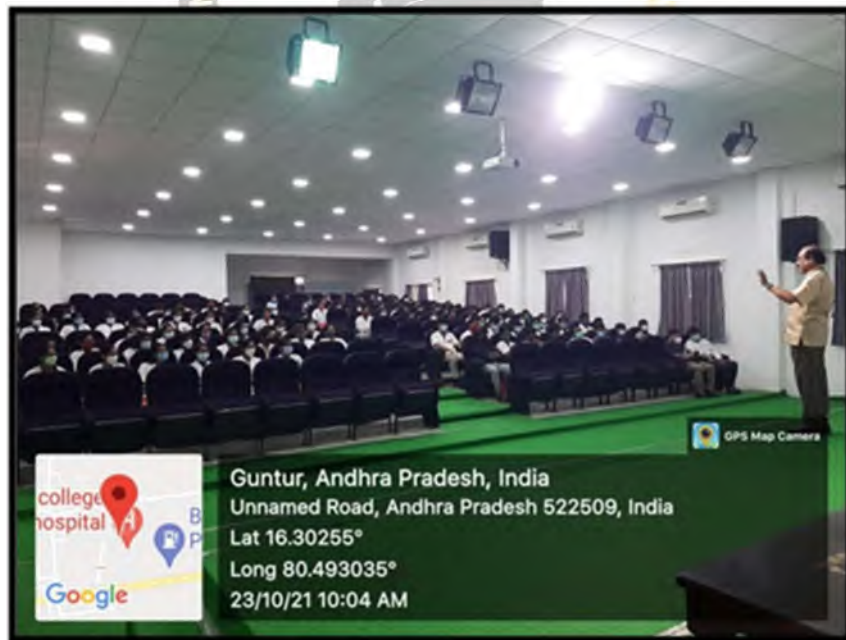 GPS Map Camera
Guntur, Andhra Pradesh, India
Unnamed Road, Andhra Pradesh 522509, India
Lat 16.30255°
Long 80.493035°
23/10/21 10:04 AM
college
hospital
B
P
Google